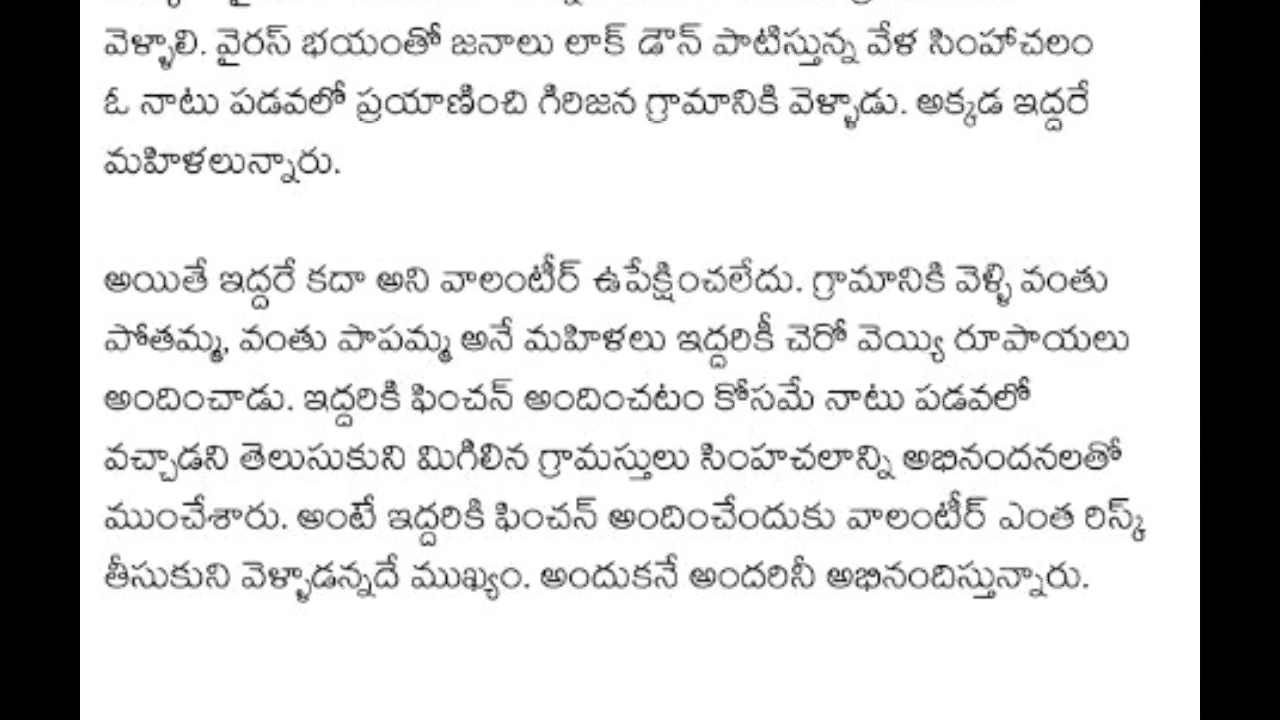 వెళ్ళాలి. వైరస్ భయంతో జనాలు లాక్ డౌన్ పాటిస్తున్న వేళ సింహాచలం
ఓ నాటు పడవలో ప్రయాణించి గిరిజన గ్రామానికి వెళ్ళాడు. అక్కడ ఇద్దరే
మహిళలున్నారు.
అయితే ఇద్దరే కదా అని వాలంటీర్ ఉపేక్షించలేదు. గ్రామానికి వెళ్ళి వంతు
పోతమ్మ, వంతు పాపమ్మ అనే మహిళలు ఇద్దరికీ చెరో వెయ్యి రూపాయలు
అందించాడు. ఇద్దరికి ఫించన్ అందించటం కోసమే నాటు పడవలో
వచ్చాడని తెలుసుకుని మిగిలిన గ్రామస్తులు సింహచలాన్ని అభినందనలతో
ముంచేశారు. అంటే ఇద్దరికి ఫించన్ అందించేందుకు వాలంటీర్ ఎంత రిస్క్
తీసుకుని వెళ్ళాడన్నదే ముఖ్యం. అందుకనే అందరినీ అభినందిస్తున్నారు.